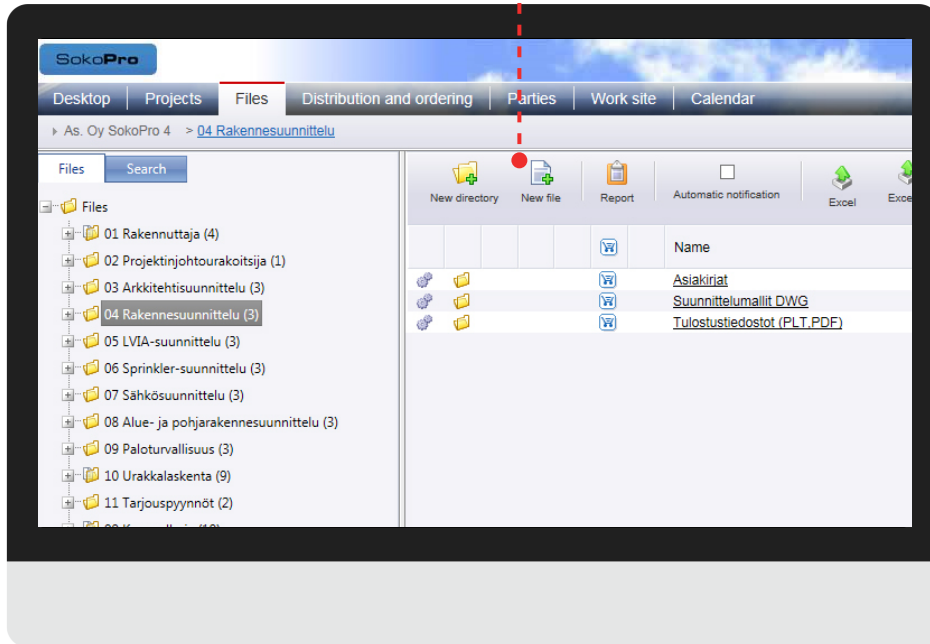 SokoPro
Desktop Projects Files Distribution and ordering Parties Work site Calendar
As. Oy SokoPro 4 > 04 Rakennesuunnittelu
Files Search
Files
01 Rakennuttaja (4)
02 Projektinjohtourakoitsija (1)
03 Arkkitehtisuunnittelu (3)
04 Rakennesuunnittelu (3)
05 LVIA-suunnittelu (3)
06 Sprinkler-suunnittelu (3)
07 Sähkösuunnittelu (3)
08 Alue- ja pohjarakennesuunnittelu (3)
09 Paloturvallisuus (3)
10 Urakkalaskenta (9)
11 Tarjouspyynnöt (2)
New directory New file Report Automatic notification Excel
Name
Asiakirjat
Suunnittelumallit DWG
Tulostustiedostot (PLT,PDF)